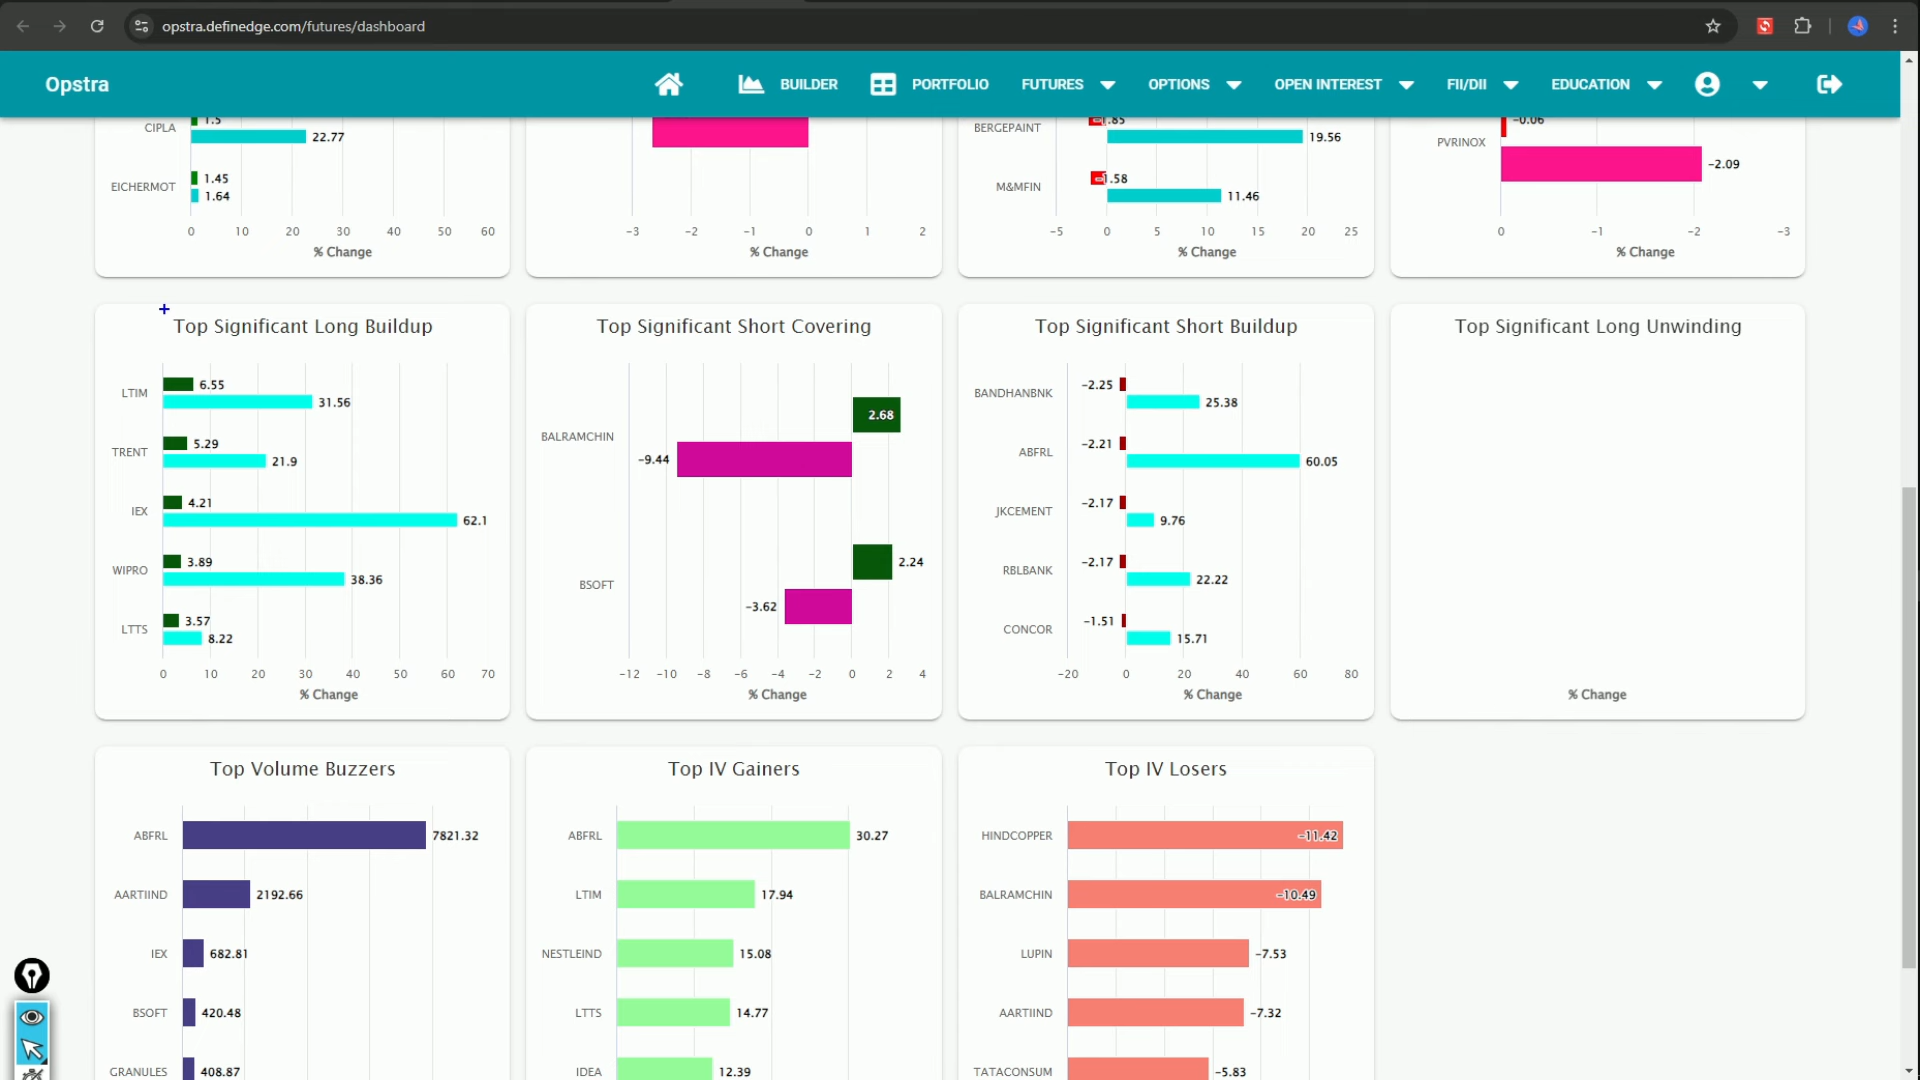 opstra.definedge.com/futures/dashboard
Opstra
BUILDER
PORTFOLIO
FUTURES
OPTIONS
OPEN INTEREST
FII/DII
EDUCATION
CIPLA
1.5
22.77
EICHERMOT
1.45
1.64
0 10 20 30 40 50 60
% Change
-3 -2 -1 0 1 2
% Change
BERGEPAINT
19.56
M&MFIN
11.46
-5 0 5 10 15 20 25
% Change
-0.06
PVRINOX
-2.09
0 -1 -2 -3
% Change
Top Significant Long Buildup
LTIM
6.55
31.56
TRENT
5.29
21.9
IEX
4.21
62.1
WIPRO
3.89
38.36
LTTS
3.57
8.22
0 10 20 30 40 50 60 70
% Change
Top Significant Short Covering
BALRAMCHIN
2.68
-9.44
BSOFT
2.24
-3.62
-12 -10 -8 -6 -4 -2 0 2 4
% Change
Top Significant Short Buildup
BANDHANBNK
-2.25
25.38
ABFRL
-2.21
60.05
JKCEMENT
-2.17
9.76
RBLBANK
-2.17
22.22
CONCOR
-1.51
15.71
-20 0 20 40 60 80
% Change
Top Significant Long Unwinding
% Change
Top Volume Buzzers
ABFRL 7821.32
AARTIIND 2192.66
IEX 682.81
BSOFT 420.48
GRANULES 408.87
Top IV Gainers
ABFRL 30.27
LTIM 17.94
NESTLEIND 15.08
LTTS 14.77
IDEA 12.39
Top IV Losers
HINDCOPPER -11.42
BALRAMCHIN -10.49
LUPIN -7.53
AARTIIND -7.32
TATACONSUM -5.83